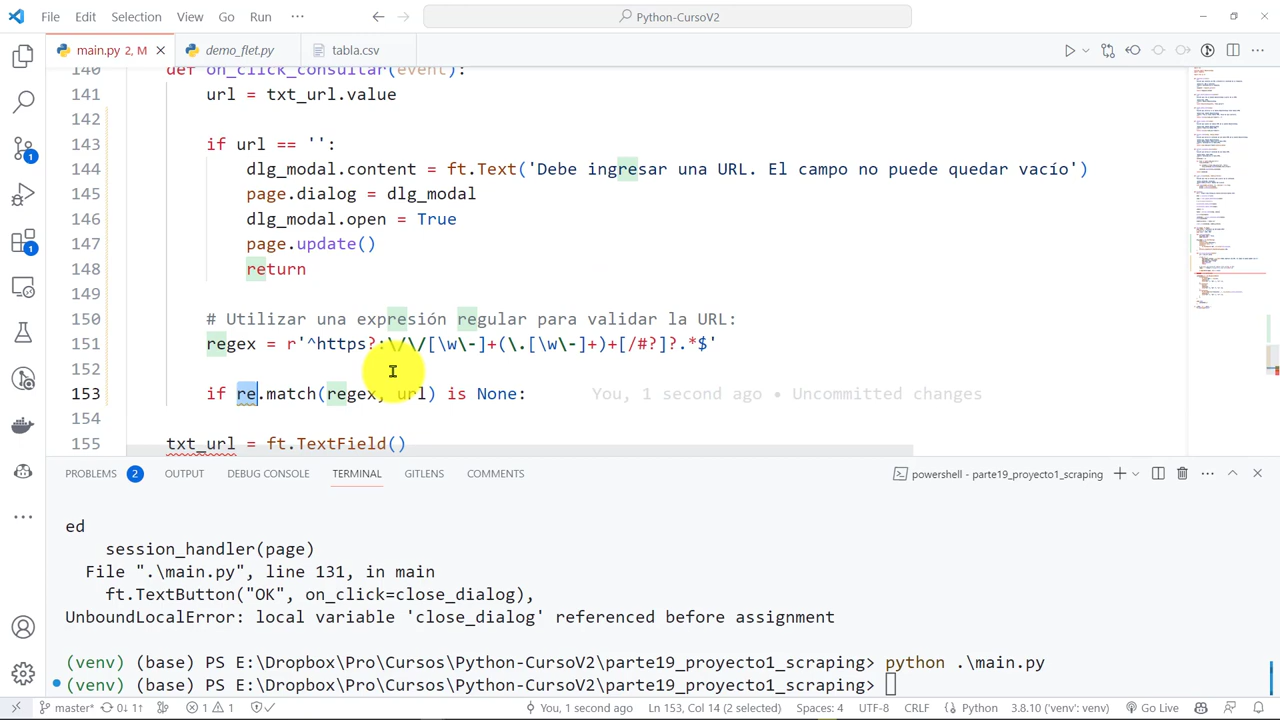 File Edit Selection View Go Run ··· Python-CursoV2
main.py 2, M demo_flet.py tabla.csv
140 def on_click_consultar(event):
141 url = txt_url.value
142
143 if url == '':
144 dlg_modal.content = ft.Text('Debe ingresar una URL. El campo no puede quedar vacío')
145 page.dialog = dlg_modal
146 dlg_modal.open = True
147 page.update()
148 return
149
150 # Utilizar una expresión regular para validar la URL:
151 regex = r'^https?:\/\/[\w\-]+(\.[\w\-]+)+[/#?]?.*$'
152
153 if re.match(regex, url) is None: You, 1 second ago • Uncommitted changes
154
155 txt_url = ft.TextField()
PROBLEMS 2 OUTPUT DEBUG CONSOLE TERMINAL GITLENS COMMENTS powershell - parte19_proyecto1_scraping
ed
session_handler(page)
File ".\main.py", line 131, in main
ft.TextButton("OK", on_click=close_dialog),
UnboundLocalError: local variable 'close_dialog' referenced before assignment
(venv) (base) PS E:\Dropbox\Pro\Cursos\Python-CursoV2\parte19_proyecto1_scraping> python .\main.py
(venv) (base) PS E:\Dropbox\Pro\Cursos\Python-CursoV2\parte19_proyecto1_scraping>
master* 0↓ 1↑ 1 1 You, 1 second ago Ln 153, Col 14 (2 selected) Spaces: 4 UTF-8 CRLF Python 3.8.10 ('venv': venv) Go Live